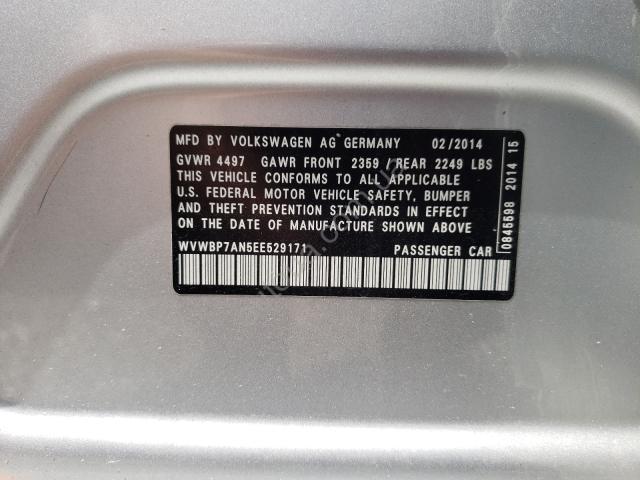 MFD BY VOLKSWAGEN AG GERMANY 02/2014
GVWR 4497 GAWR FRONT 2359 / REAR 2249 LBS
THIS VEHICLE CONFORMS TO ALL APPLICABLE
U.S. FEDERAL MOTOR VEHICLE SAFETY, BUMPER
AND THEFT PREVENTION STANDARDS IN EFFECT
ON THE DATE OF MANUFACTURE SHOWN ABOVE
WVWBP7AN5EE529171 PASSENGER CAR
0845598 2014 15